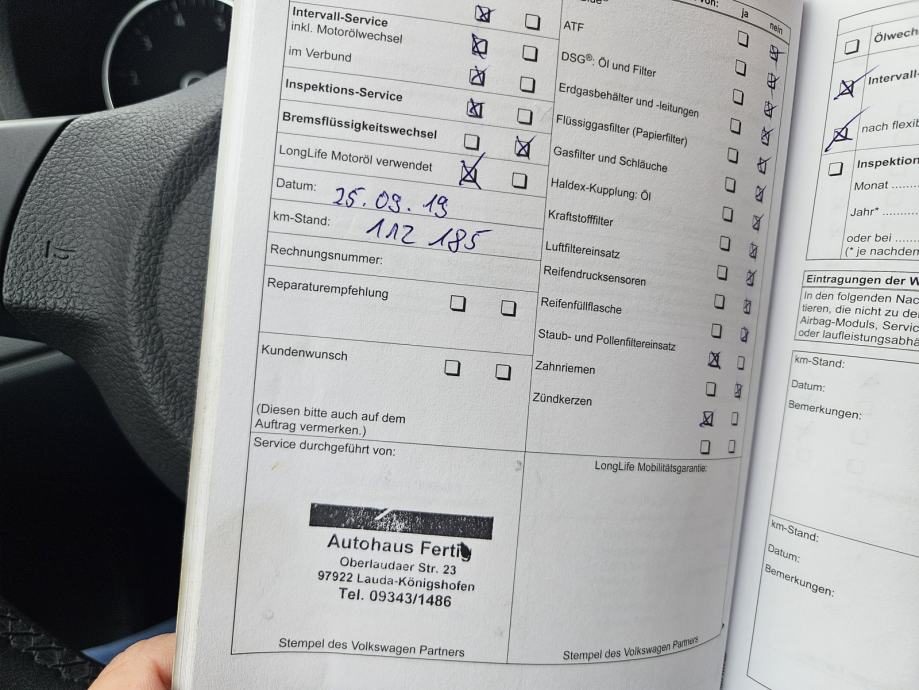 Intervall-Service
inkl. Motorölwechsel
im Verbund
Inspektions-Service
Bremsflüssigkeitswechsel
LongLife Motoröl verwendet
Datum: 25.09.19
km-Stand: 112 185
Rechnungsnummer:
Reparaturempfehlung
Kundenwunsch
(Diesen bitte auch auf dem
Auftrag vermerken.)
Service durchgeführt von:
Autohaus Fertig
Oberlaudaer Str. 23
97922 Lauda-Königshofen
Tel. 09343/1486
Stempel des Volkswagen Partners
von: ja nein
ATF
DSG®: Öl und Filter
Erdgasbehälter und -leitungen
Flüssiggasfilter (Papierfilter)
Gasfilter und Schläuche
Haldex-Kupplung: Öl
Kraftstofffilter
Luftfiltereinsatz
Reifendrucksensoren
Reifenfüllflasche
Staub- und Pollenfiltereinsatz
Zahnriemen
Zündkerzen
LongLife Mobilitätsgarantie:
Stempel des Volkswagen Partners
Ölwech
Intervall-
nach flexib
Inspektion
Monat
Jahr*
oder bei
(* je nachdem
Eintragungen der W
In den folgenden Nac
tieren, die nicht zu de
Airbag-Moduls, Servic
oder laufleistungsabhä
km-Stand:
Datum:
Bemerkungen:
km-Stand:
Datum:
Bemerkungen: